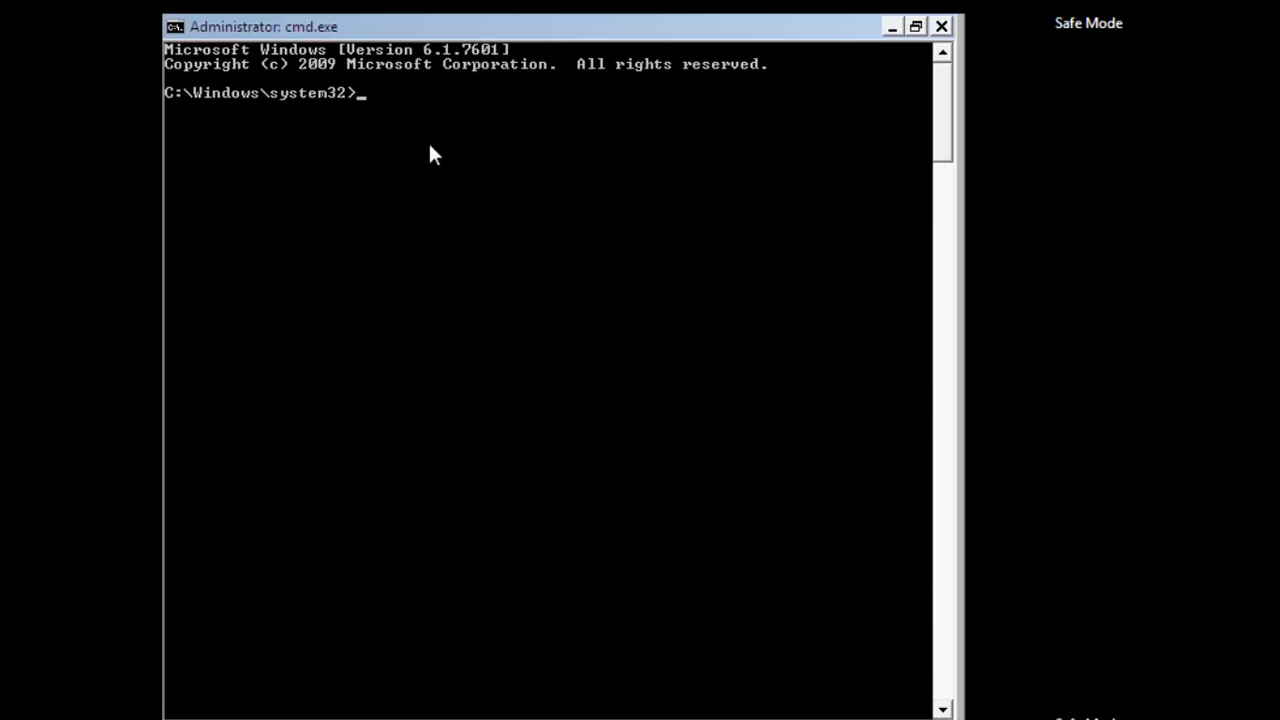 Administrator: cmd.exe
Safe Mode
Microsoft Windows [Version 6.1.7601]
Copyright (c) 2009 Microsoft Corporation.  All rights reserved.
C:\Windows\system32>_